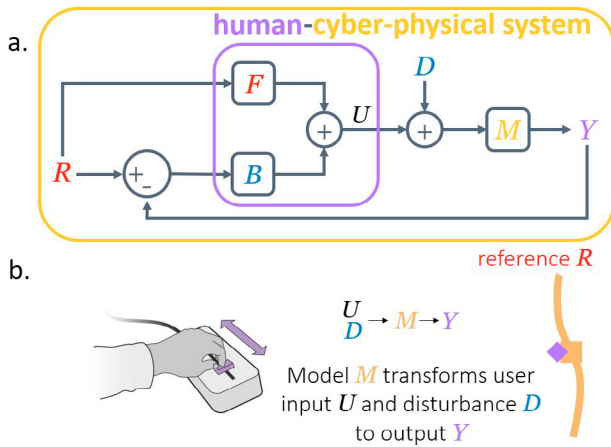 human-cyber-physical system
a.
F
D
U
+
+
M
Y
R
+
-
B
b.
reference R
U
D → M → Y
Model M transforms user
input U and disturbance D
to output Y